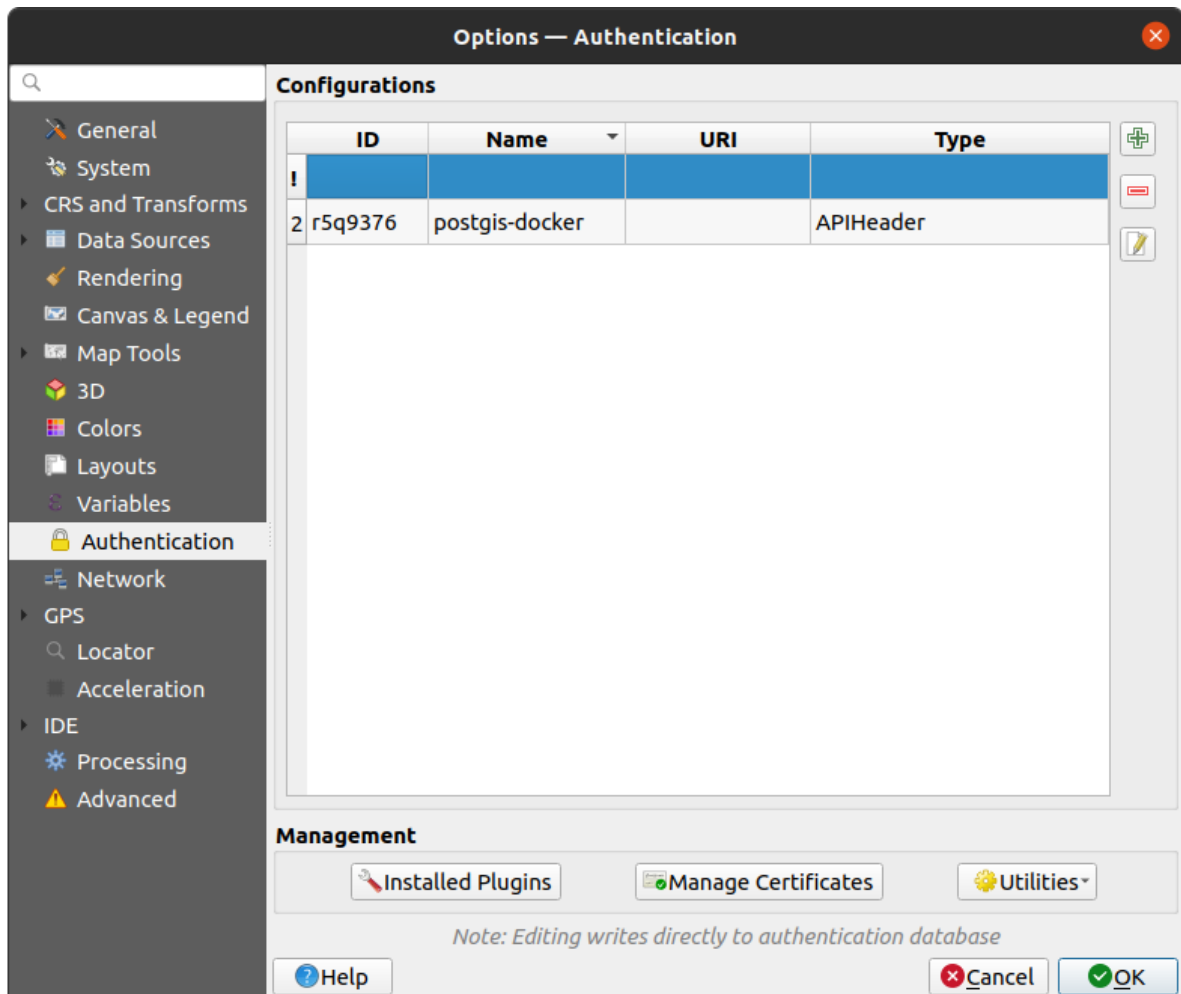 Options — Authentication
Configurations
General
System
CRS and Transforms
Data Sources
Rendering
Canvas & Legend
Map Tools
3D
Colors
Layouts
Variables
Authentication
Network
GPS
Locator
Acceleration
IDE
Processing
Advanced
ID Name URI Type
!
2 r5q9376 postgis-docker APIHeader
Management
Installed Plugins Manage Certificates Utilities
Note: Editing writes directly to authentication database
Help Cancel OK